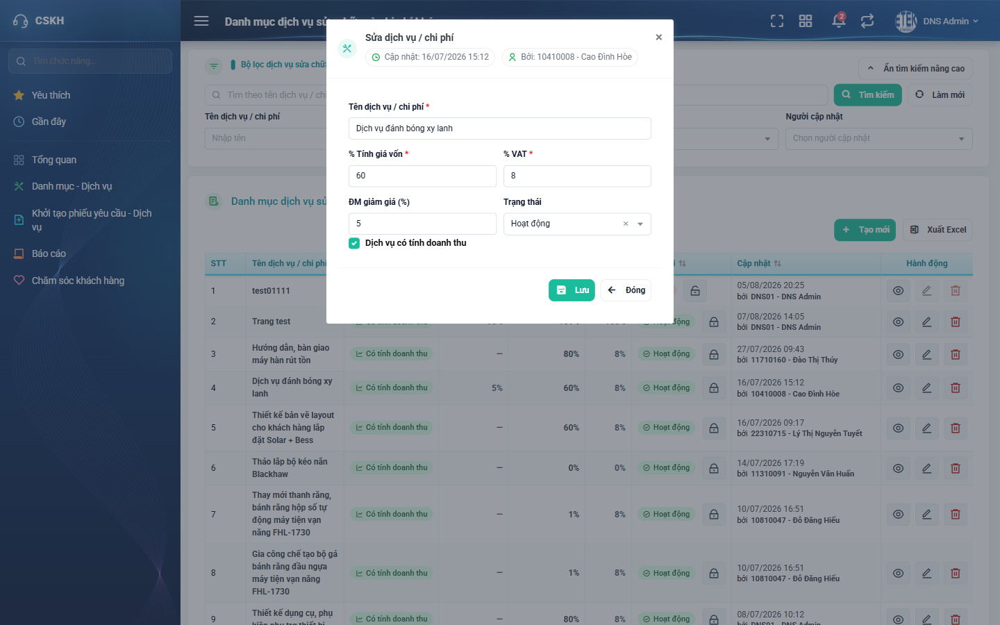 CSKH
Danh mục dịch vụ sử
2
DNS Admin
Tìm chức năng...
Yêu thích
Gần đây
Tổng quan
Danh mục - Dịch vụ
Khởi tạo phiếu yêu cầu - Dịch
vụ
Báo cáo
Chăm sóc khách hàng
Sửa dịch vụ / chi phí
×
Cập nhật: 16/07/2026 15:12
Bởi: 10410008 - Cao Đình Hòe
Tên dịch vụ / chi phí *
Dịch vụ đánh bóng xy lanh
% Tính giá vốn *
% VAT *
60
8
ĐM giảm giá (%)
Trạng thái
5
Hoạt động
Dịch vụ có tính doanh thu
Lưu
Đóng
Bộ lọc dịch vụ sửa chữa
Ẩn tìm kiếm nâng cao
Tìm theo tên dịch vụ / chi
Tìm kiếm
Làm mới
Tên dịch vụ / chi phí
Người cập nhật
Nhập tên
Chọn người cập nhật
Danh mục dịch vụ sử
Tạo mới
Xuất Excel
STT
Tên dịch vụ / chi phí
Cập nhật
Hành động
1
test01111
05/08/2026 20:25
bởi DNS01 - DNS Admin
2
Trang test
Có tính doanh thu
Hoạt động
07/08/2026 14:05
bởi DNS01 - DNS Admin
3
Hướng dẫn, bàn giao
máy hàn rút tồn
Có tính doanh thu
—
80%
8%
Hoạt động
27/07/2026 09:43
bởi 11710160 - Đào Thị Thúy
4
Dịch vụ đánh bóng xy
lanh
Có tính doanh thu
5%
60%
8%
Hoạt động
16/07/2026 15:12
bởi 10410008 - Cao Đình Hòe
5
Thiết kế bản vẽ layout
cho khách hàng lắp
đặt Solar + Bess
Có tính doanh thu
—
60%
8%
Hoạt động
16/07/2026 09:17
bởi 22310715 - Lý Thị Nguyên Tuyết
6
Tháo lắp bộ kéo nắn
Blackhaw
Có tính doanh thu
—
0%
0%
Hoạt động
14/07/2026 17:19
bởi 11310091 - Nguyễn Văn Huấn
7
Thay mới thanh răng,
bánh răng hộp số tự
động máy tiện vạn
năng FHL-1730
Có tính doanh thu
—
1%
8%
Hoạt động
10/07/2026 16:51
bởi 10810047 - Đỗ Đăng Hiếu
8
Gia công chế tạo bộ gá
bánh răng đầu ngựa
máy tiện vạn năng
FHL-1730
Có tính doanh thu
—
1%
8%
Hoạt động
10/07/2026 16:51
bởi 10810047 - Đỗ Đăng Hiếu
9
Thiết kế dụng cụ, phụ
Có tính doanh thu
—
80%
8%
Hoạt động
08/07/2026 10:12
bởi DNS01 - DNS Admin